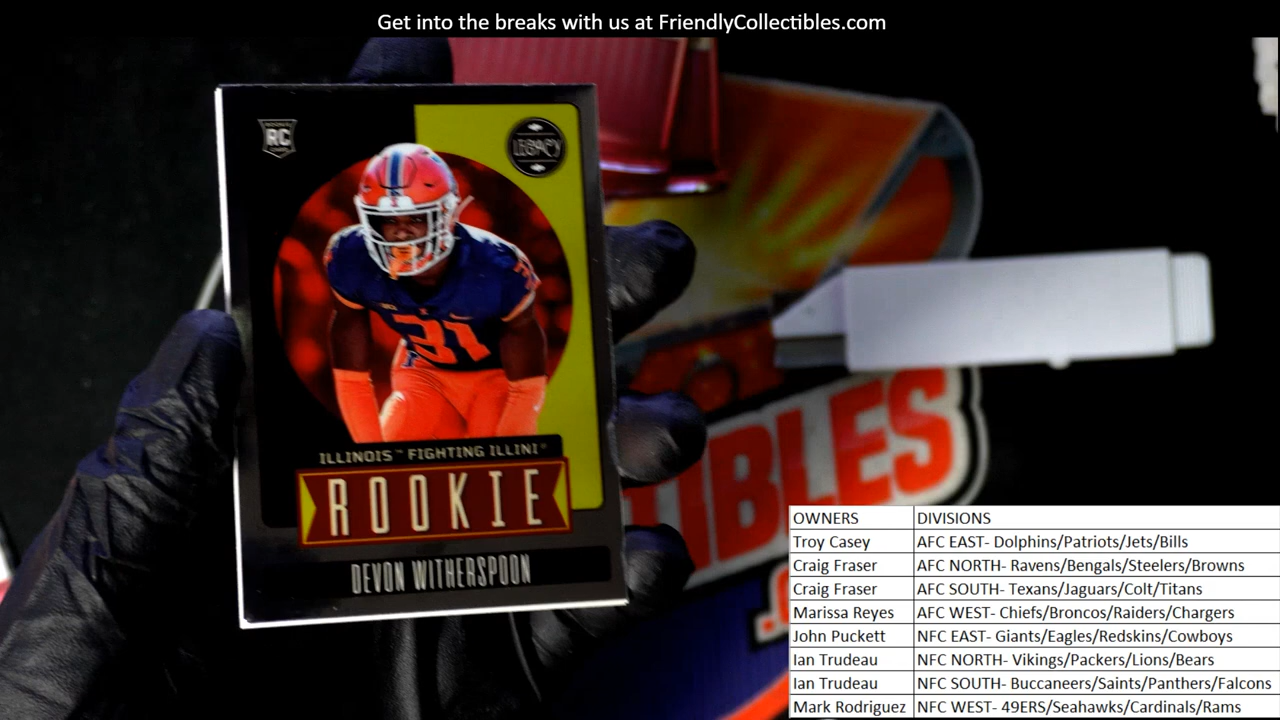 Get into the breaks with us at FriendlyCollectibles.com
RC
LEGACY
31
ILLINOIS™ FIGHTING ILLINI®
ROOKIE
DEVON WITHERSPOON
IBLES
OWNERS DIVISIONS
Troy Casey AFC EAST- Dolphins/Patriots/Jets/Bills
Craig Fraser AFC NORTH- Ravens/Bengals/Steelers/Browns
Craig Fraser AFC SOUTH- Texans/Jaguars/Colt/Titans
Marissa Reyes AFC WEST- Chiefs/Broncos/Raiders/Chargers
John Puckett NFC EAST- Giants/Eagles/Redskins/Cowboys
Ian Trudeau NFC NORTH- Vikings/Packers/Lions/Bears
Ian Trudeau NFC SOUTH- Buccaneers/Saints/Panthers/Falcons
Mark Rodriguez NFC WEST- 49ERS/Seahawks/Cardinals/Rams